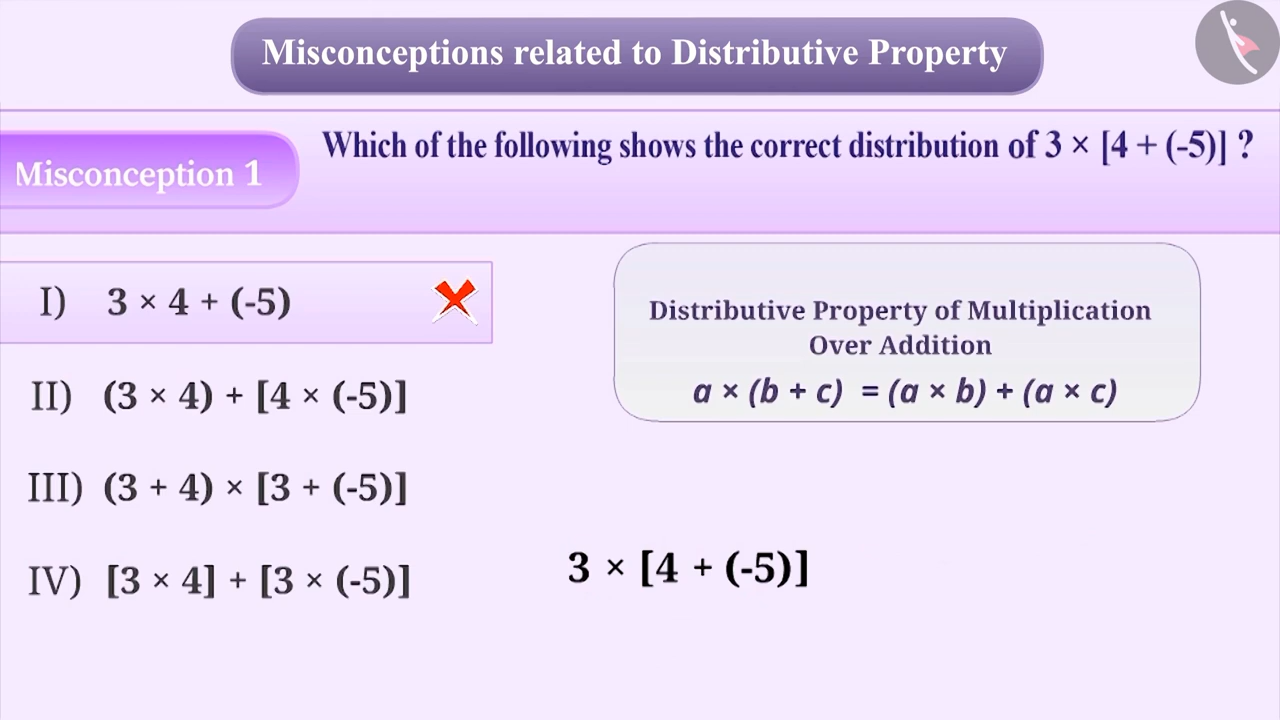 Misconceptions related to Distributive Property
Misconception 1
Which of the following shows the correct distribution of 3 × [4 + (-5)] ?
I) 3 × 4 + (-5)
II) (3 × 4) + [4 × (-5)]
III) (3 + 4) × [3 + (-5)]
IV) [3 × 4] + [3 × (-5)]
Distributive Property of Multiplication
Over Addition
a × (b + c) = (a × b) + (a × c)
3 × [4 + (-5)]